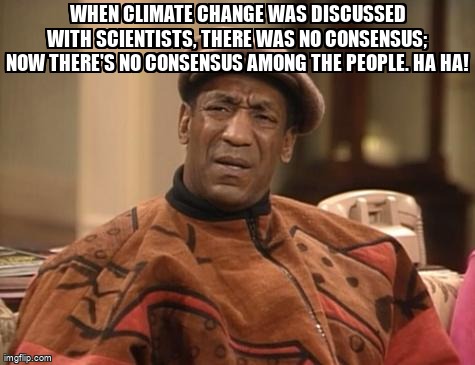 WHEN CLIMATE CHANGE WAS DISCUSSED
WITH SCIENTISTS, THERE WAS NO CONSENSUS;
NOW THERE'S NO CONSENSUS AMONG THE PEOPLE. HA HA!
imgflip.com